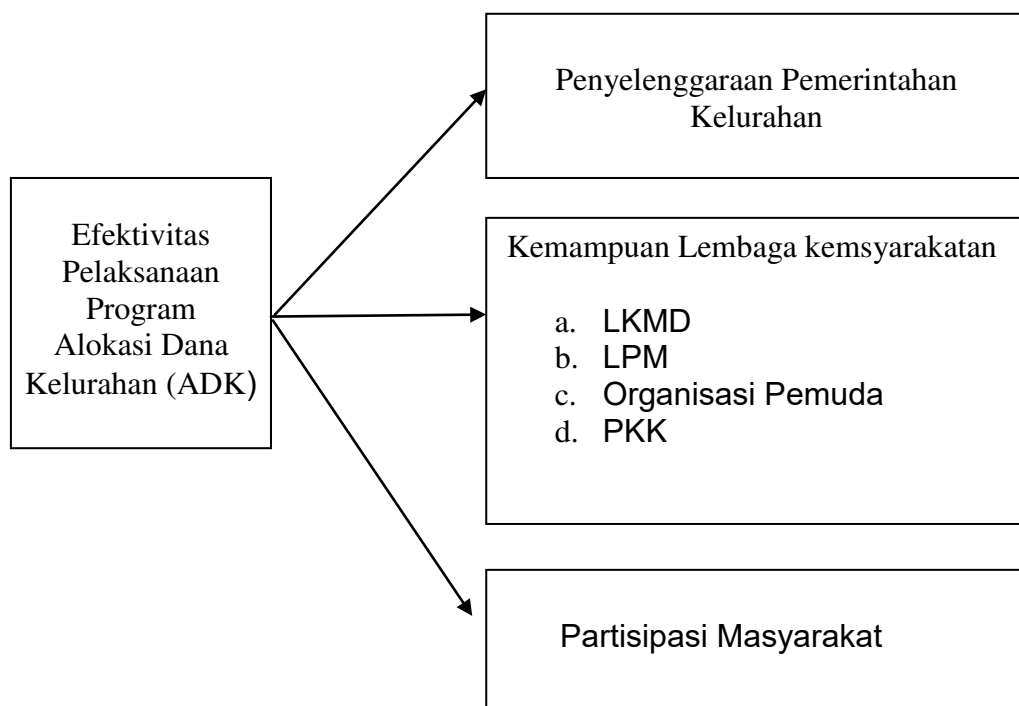 Efektivitas
Pelaksanaan
Program
Alokasi Dana
Kelurahan (ADK)
Penyelenggaraan Pemerintahan
Kelurahan
Kemampuan Lembaga kemsyarakatan
a. LKMD
b. LPM
c. Organisasi Pemuda
d. PKK
Partisipasi Masyarakat